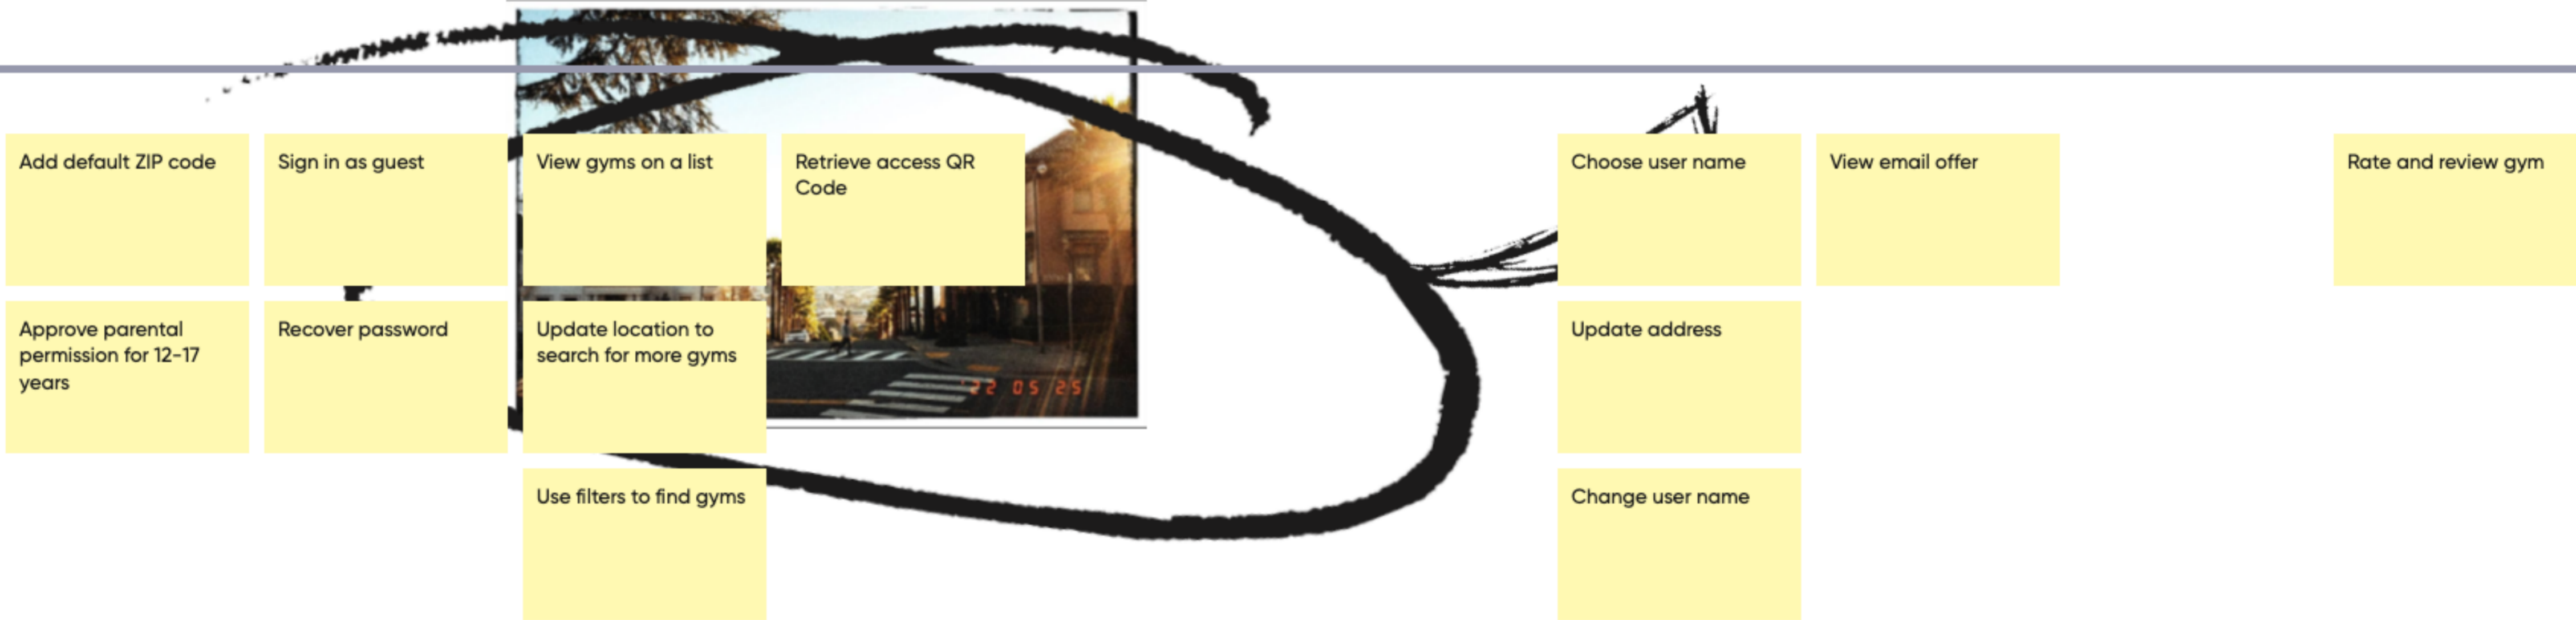 Add default ZIP code
Sign in as guest
View gyms on a list
Retrieve access QR
Code
Choose user name
View email offer
Rate and review gym
Approve parental
permission for 12-17
years
Recover password
Update location to
search for more gyms
Update address
22 05 25
Use filters to find gyms
Change user name